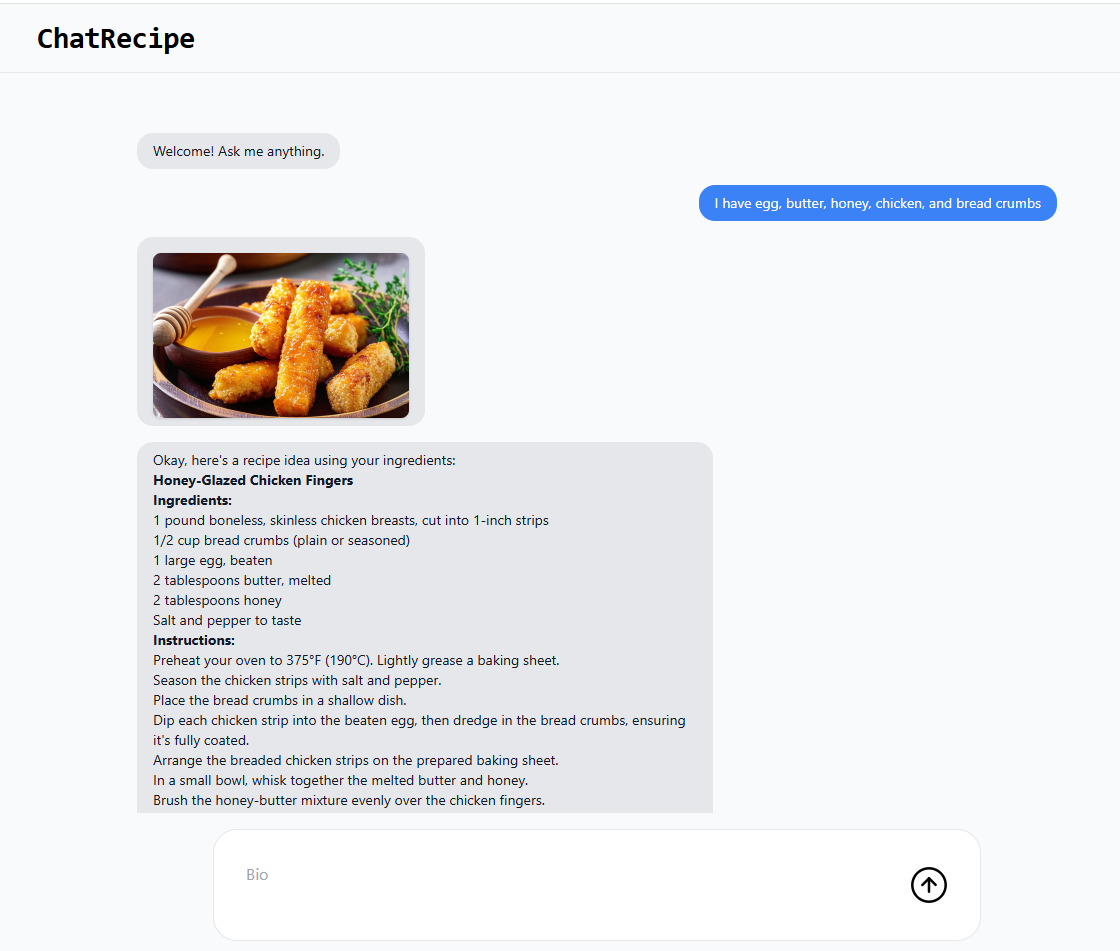 ChatRecipe
Welcome! Ask me anything.
I have egg, butter, honey, chicken, and bread crumbs
Okay, here's a recipe idea using your ingredients:
Honey-Glazed Chicken Fingers
Ingredients:
1 pound boneless, skinless chicken breasts, cut into 1-inch strips
1/2 cup bread crumbs (plain or seasoned)
1 large egg, beaten
2 tablespoons butter, melted
2 tablespoons honey
Salt and pepper to taste
Instructions:
Preheat your oven to 375°F (190°C). Lightly grease a baking sheet.
Season the chicken strips with salt and pepper.
Place the bread crumbs in a shallow dish.
Dip each chicken strip into the beaten egg, then dredge in the bread crumbs, ensuring
it's fully coated.
Arrange the breaded chicken strips on the prepared baking sheet.
In a small bowl, whisk together the melted butter and honey.
Brush the honey-butter mixture evenly over the chicken fingers.
Bio